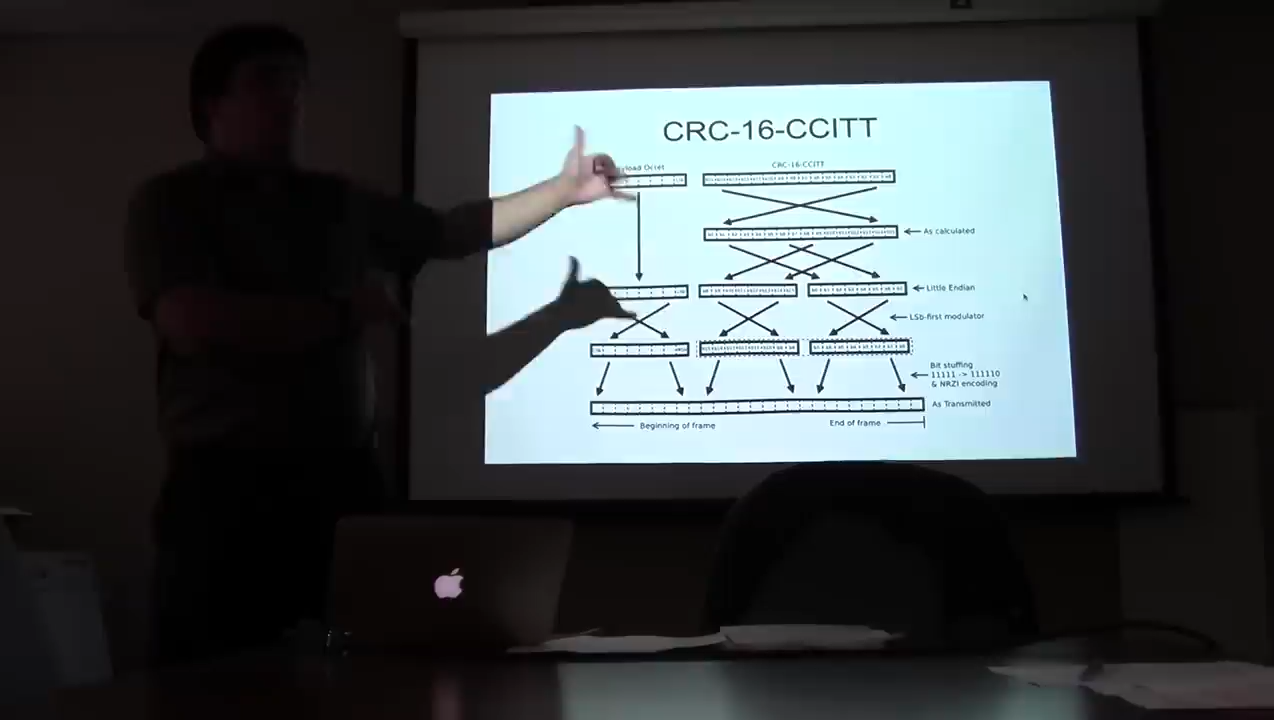 CRC-16-CCITT
Octet
CRC-16-CCITT
As calculated
Little Endian
LSb-first modulator
Bit stuffing
11111 -> 111110
& NRZI encoding
As Transmitted
Beginning of frame
End of frame